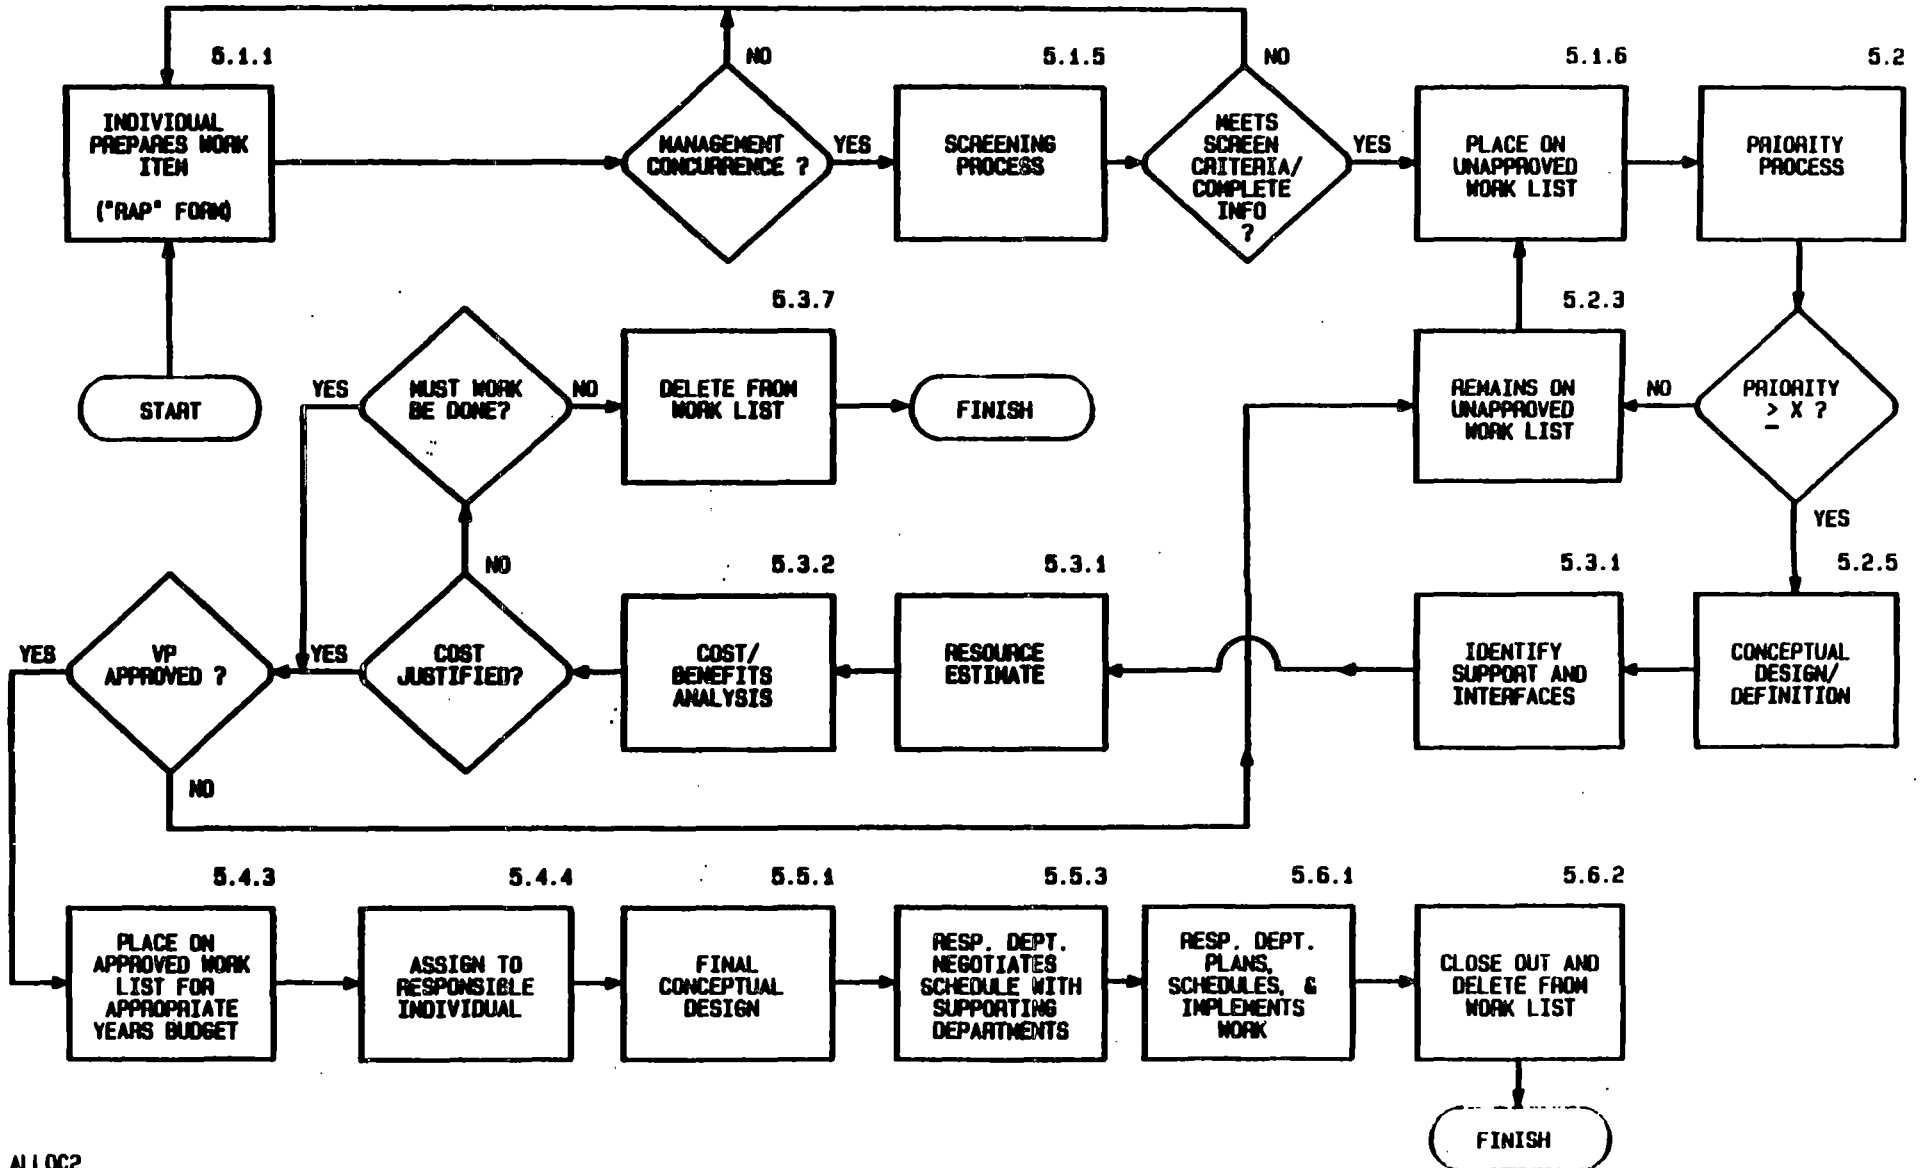 5.1.1
INDIVIDUAL
PREPARES WORK
ITEM
("RAP" FORM)
NO
MANAGEMENT
CONCURRENCE ?
YES
5.1.5
SCREENING
PROCESS
NO
MEETS
SCREEN
CRITERIA/
COMPLETE
INFO
?
YES
5.1.6
PLACE ON
UNAPPROVED
WORK LIST
5.2
PRIORITY
PROCESS
START
YES
MUST WORK
BE DONE?
NO
5.3.7
DELETE FROM
WORK LIST
FINISH
5.2.3
REMAINS ON
UNAPPROVED
WORK LIST
NO
PRIORITY
≥ X ?
YES
YES
VP
APPROVED ?
NO
YES
NO
COST
JUSTIFIED?
5.3.2
COST/
BENEFITS
ANALYSIS
5.3.1
RESOURCE
ESTIMATE
5.3.1
IDENTIFY
SUPPORT AND
INTERFACES
5.2.5
CONCEPTUAL
DESIGN/
DEFINITION
5.4.3
PLACE ON
APPROVED WORK
LIST FOR
APPROPRIATE
YEARS BUDGET
5.4.4
ASSIGN TO
RESPONSIBLE
INDIVIDUAL
5.5.1
FINAL
CONCEPTUAL
DESIGN
5.5.3
RESP. DEPT.
NEGOTIATES
SCHEDULE WITH
SUPPORTING
DEPARTMENTS
5.6.1
RESP. DEPT.
PLANS,
SCHEDULES, &
IMPLEMENTS
WORK
5.6.2
CLOSE OUT AND
DELETE FROM
WORK LIST
FINISH
ALLOC2